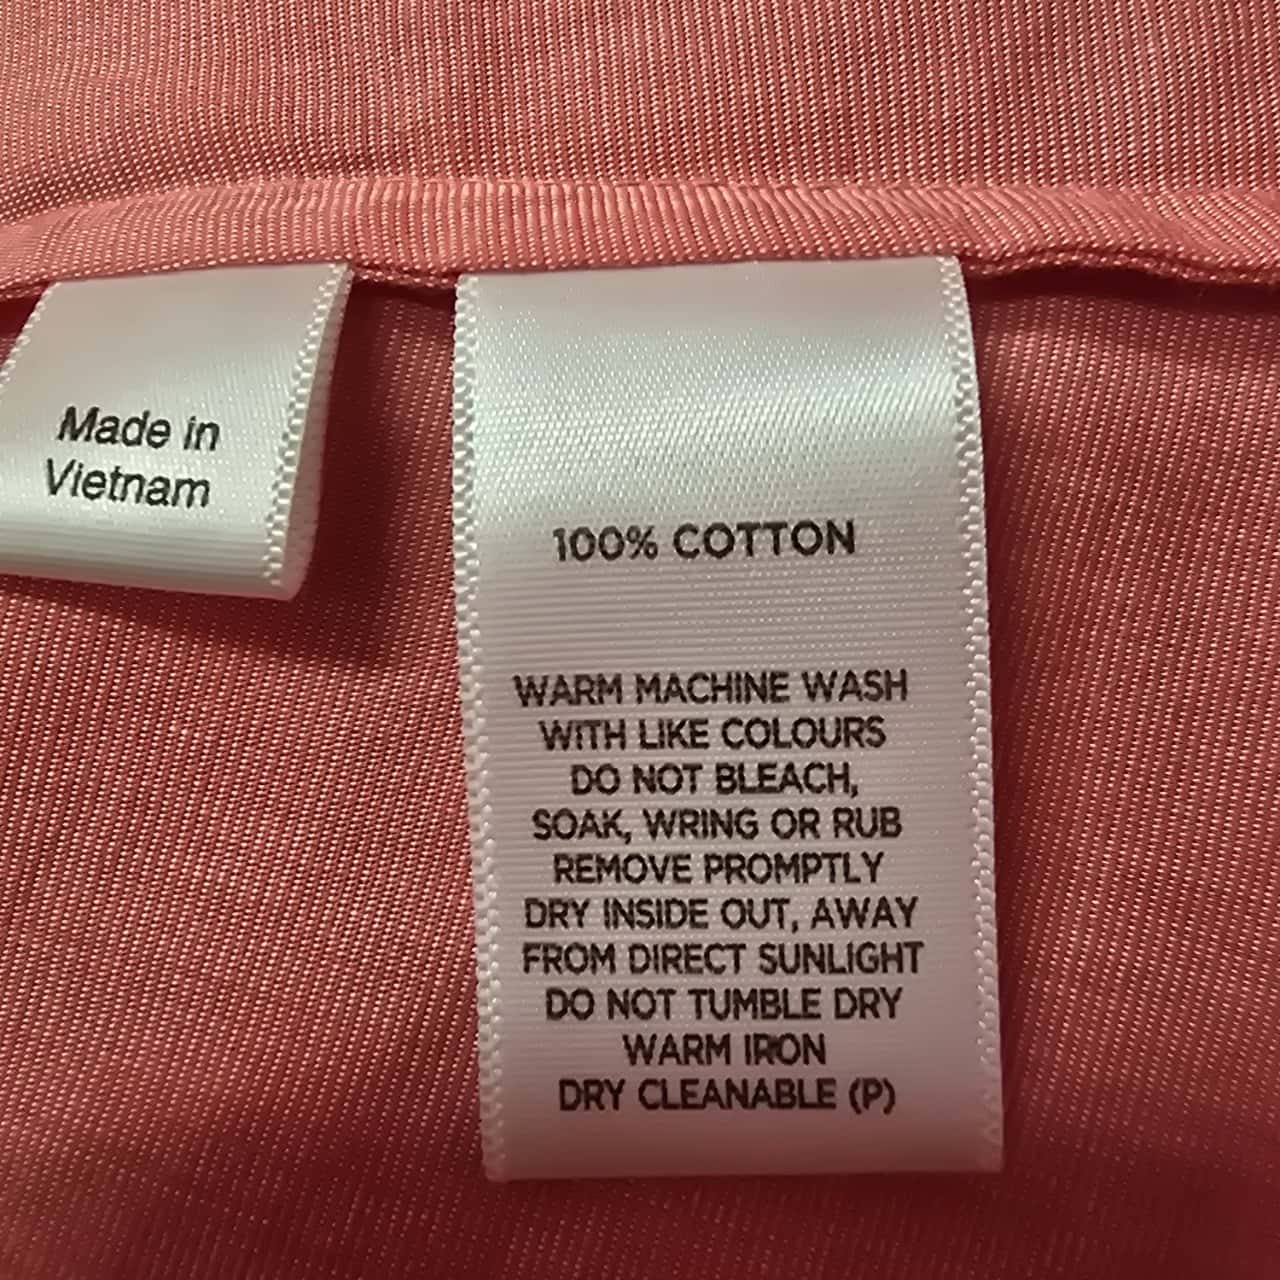 Made in
Vietnam
100% COTTON
WARM MACHINE WASH
WITH LIKE COLOURS
DO NOT BLEACH,
SOAK, WRING OR RUB
REMOVE PROMPTLY
DRY INSIDE OUT, AWAY
FROM DIRECT SUNLIGHT
DO NOT TUMBLE DRY
WARM IRON
DRY CLEANABLE (P)